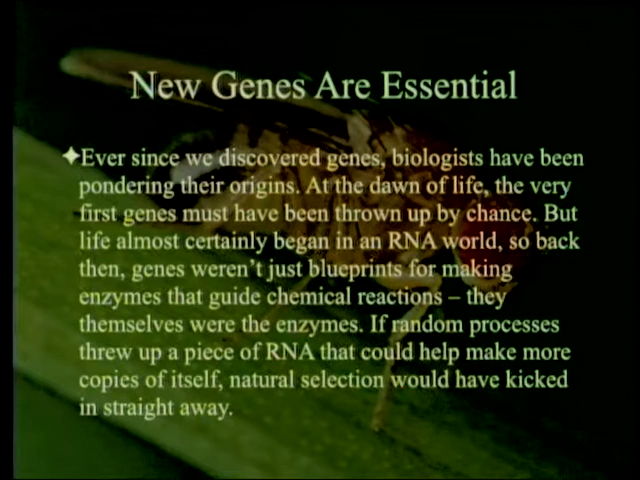 New Genes Are Essential
Ever since we discovered genes, biologists have been
pondering their origins. At the dawn of life, the very
first genes must have been thrown up by chance. But
life almost certainly began in an RNA world, so back
then, genes weren't just blueprints for making
enzymes that guide chemical reactions – they
themselves were the enzymes. If random processes
threw up a piece of RNA that could help make more
copies of itself, natural selection would have kicked
in straight away.